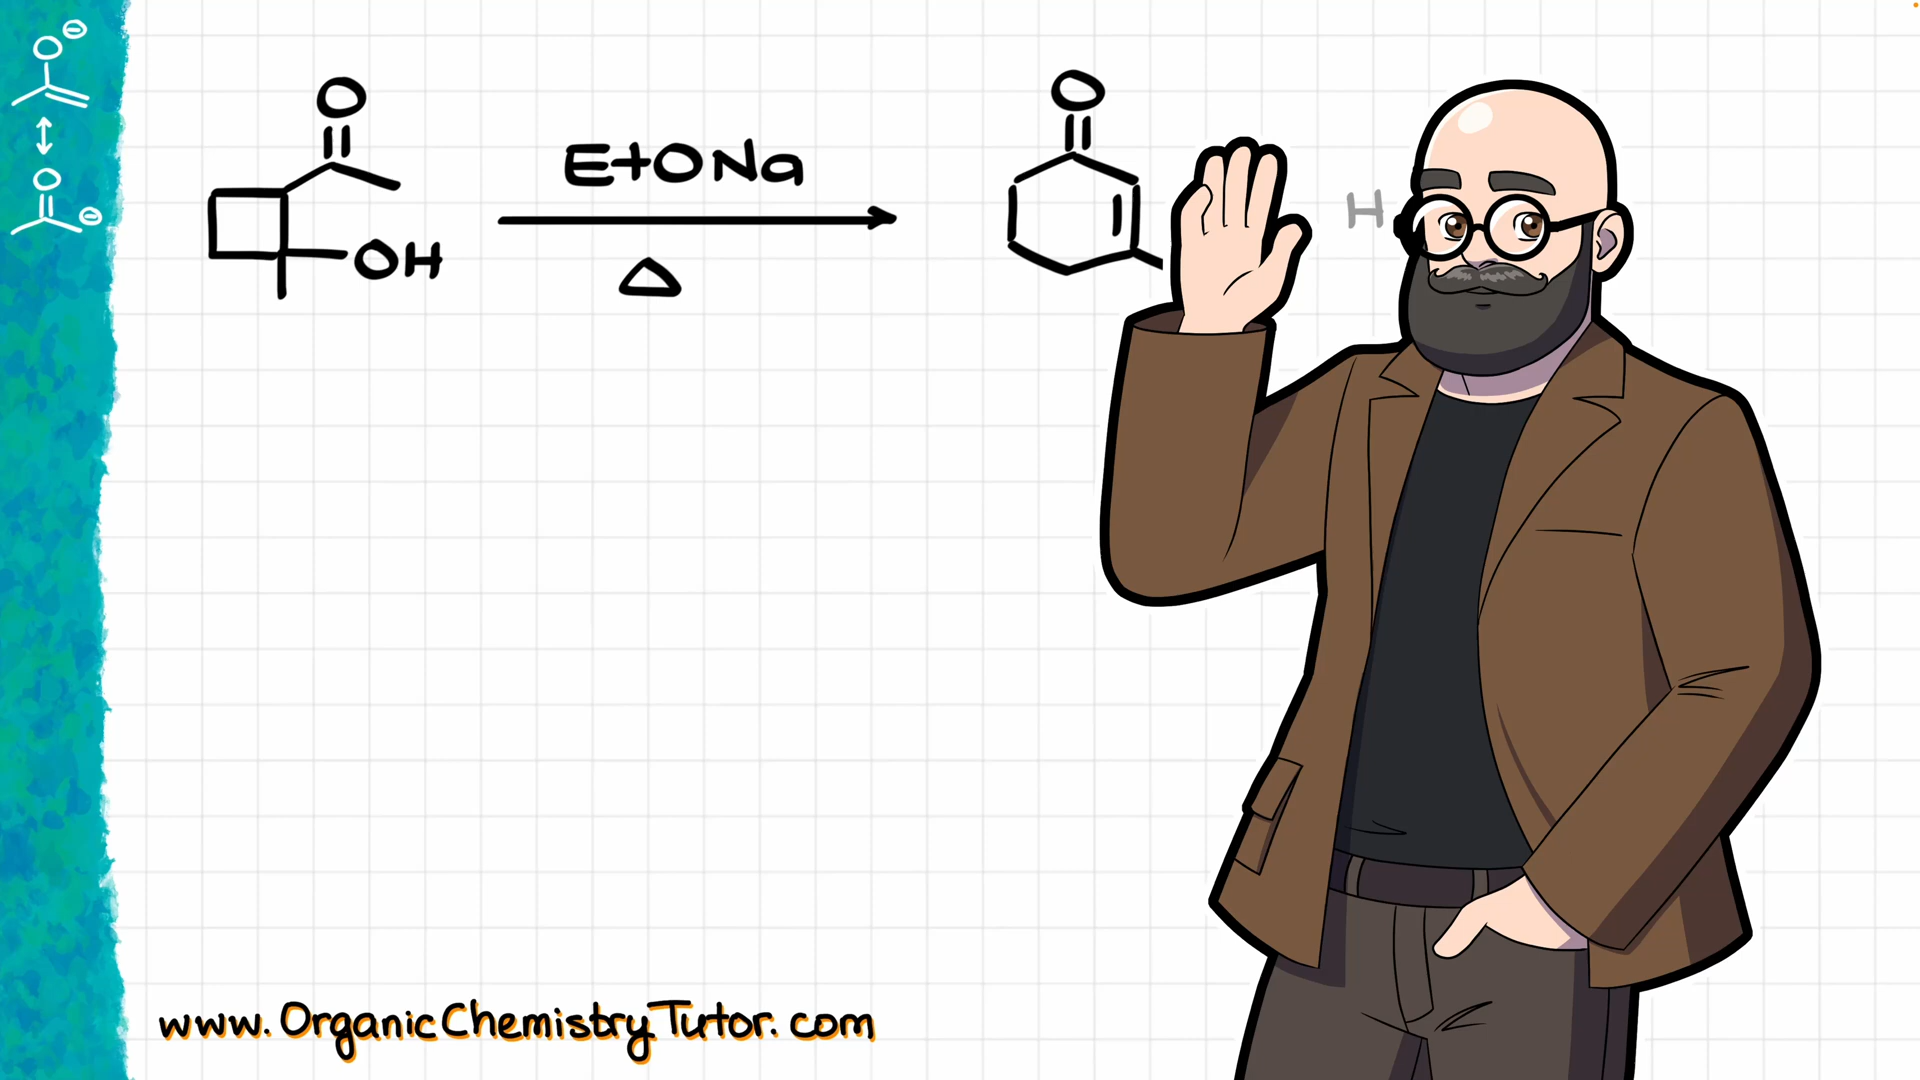 O⊖
O
⊖
O
OH
EtONa
Δ
O
H
www.OrganicChemistryTutor.com